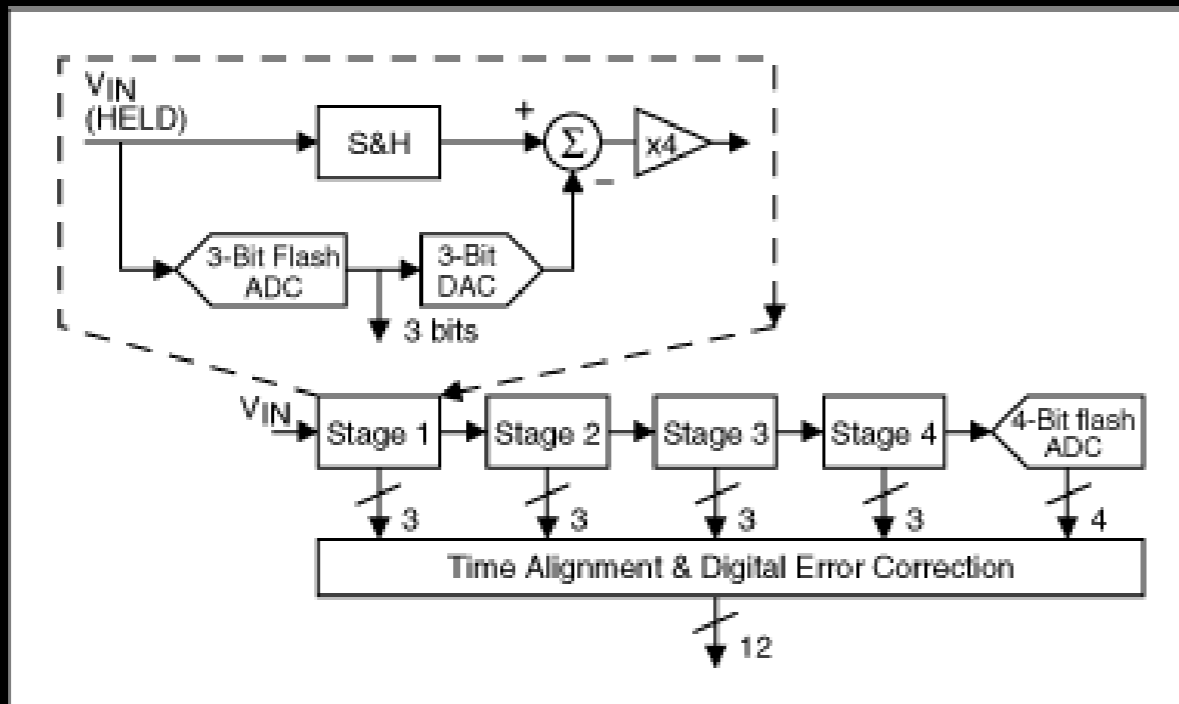 VIN
(HELD)
S&H
+
Σ
−
x4
3-Bit Flash
ADC
3-Bit
DAC
3 bits
VIN
Stage 1
Stage 2
Stage 3
Stage 4
4-Bit flash
ADC
3
3
3
3
4
Time Alignment & Digital Error Correction
12